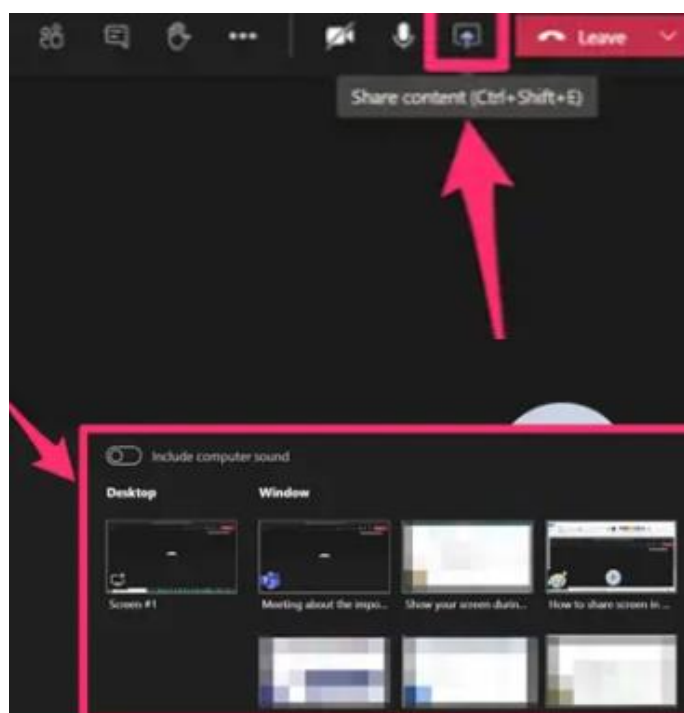 Leave
Share content (Ctrl+Shift+E)
Include computer sound
Desktop Window
Screen #1 Meeting about the impo... Show your screen durin... How to share screen in ...